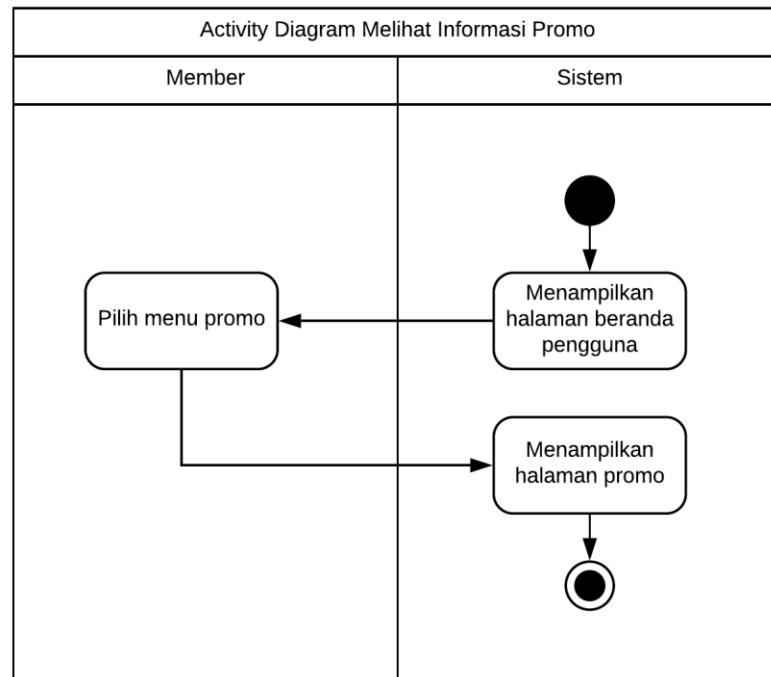 Activity Diagram Melihat Informasi Promo
Member
Sistem
Menampilkan
halaman beranda
pengguna
Pilih menu promo
Menampilkan
halaman promo